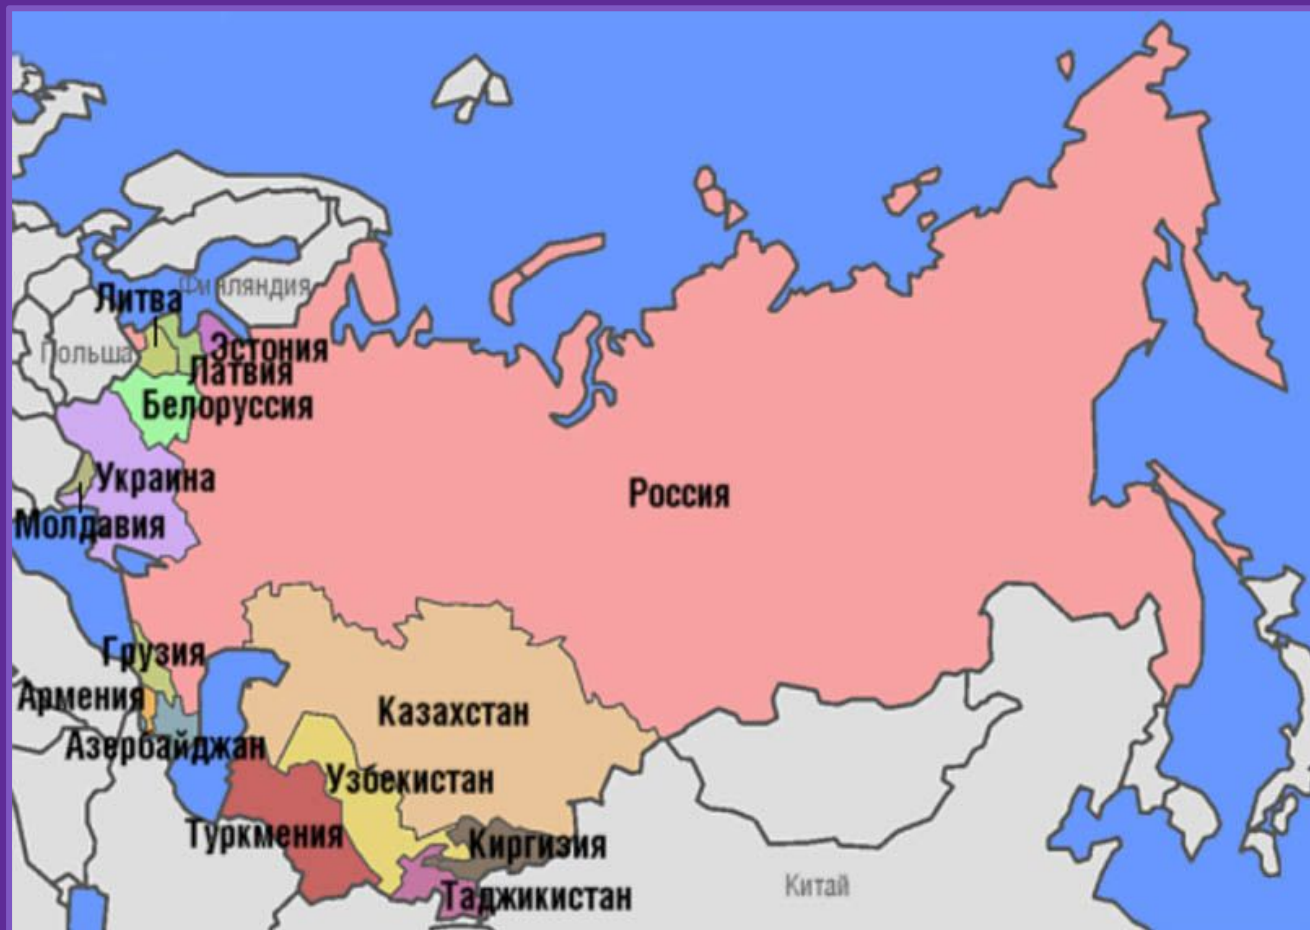 Финляндия
Литва
Эстония
Польша
Латвия
Белоруссия
Украина
Россия
Молдавия
Грузия
Армения
Казахстан
Азербайджан
Узбекистан
Туркмения
Киргизия
Китай
Таджикистан